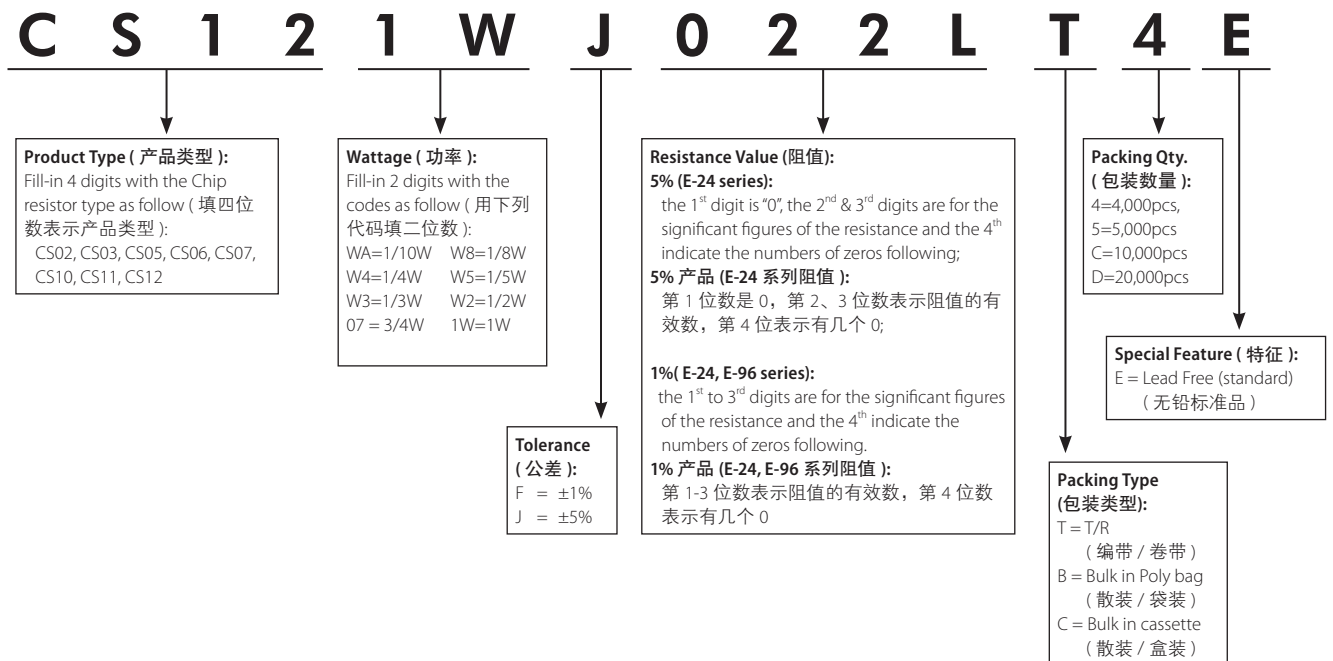 C S 1 2 1 W J 0 2 2 L T 4 E
Product Type ( 产品类型 ):
Fill-in 4 digits with the Chip
resistor type as follow ( 填四位
数表示产品类型 ):
CS02, CS03, CS05, CS06, CS07,
CS10, CS11, CS12
Wattage ( 功率 ):
Fill-in 2 digits with the
codes as follow ( 用下列
代码填二位数 ):
WA=1/10W W8=1/8W
W4=1/4W W5=1/5W
W3=1/3W W2=1/2W
07 = 3/4W 1W=1W
Tolerance
( 公差 ):
F = ±1%
J = ±5%
Resistance Value (阻值):
5% (E-24 series):
the 1st digit is "0", the 2nd & 3rd digits are for the
significant figures of the resistance and the 4th
indicate the numbers of zeros following;
5% 产品 (E-24 系列阻值 ):
第 1 位数是 0，第 2、3 位数表示阻值的有
效数，第 4 位表示有几个 0;
1%( E-24, E-96 series):
the 1st to 3rd digits are for the significant figures
of the resistance and the 4th indicate the
numbers of zeros following.
1% 产品 (E-24, E-96 系列阻值 ):
第 1-3 位数表示阻值的有效数，第 4 位数
表示有几个 0
Packing Type
(包装类型):
T = T/R
( 编带 / 卷带 )
B = Bulk in Poly bag
( 散装 / 袋装 )
C = Bulk in cassette
( 散装 / 盒装 )
Packing Qty.
( 包装数量 ):
4=4,000pcs,
5=5,000pcs
C=10,000pcs
D=20,000pcs
Special Feature ( 特征 ):
E = Lead Free (standard)
( 无铅标准品 )